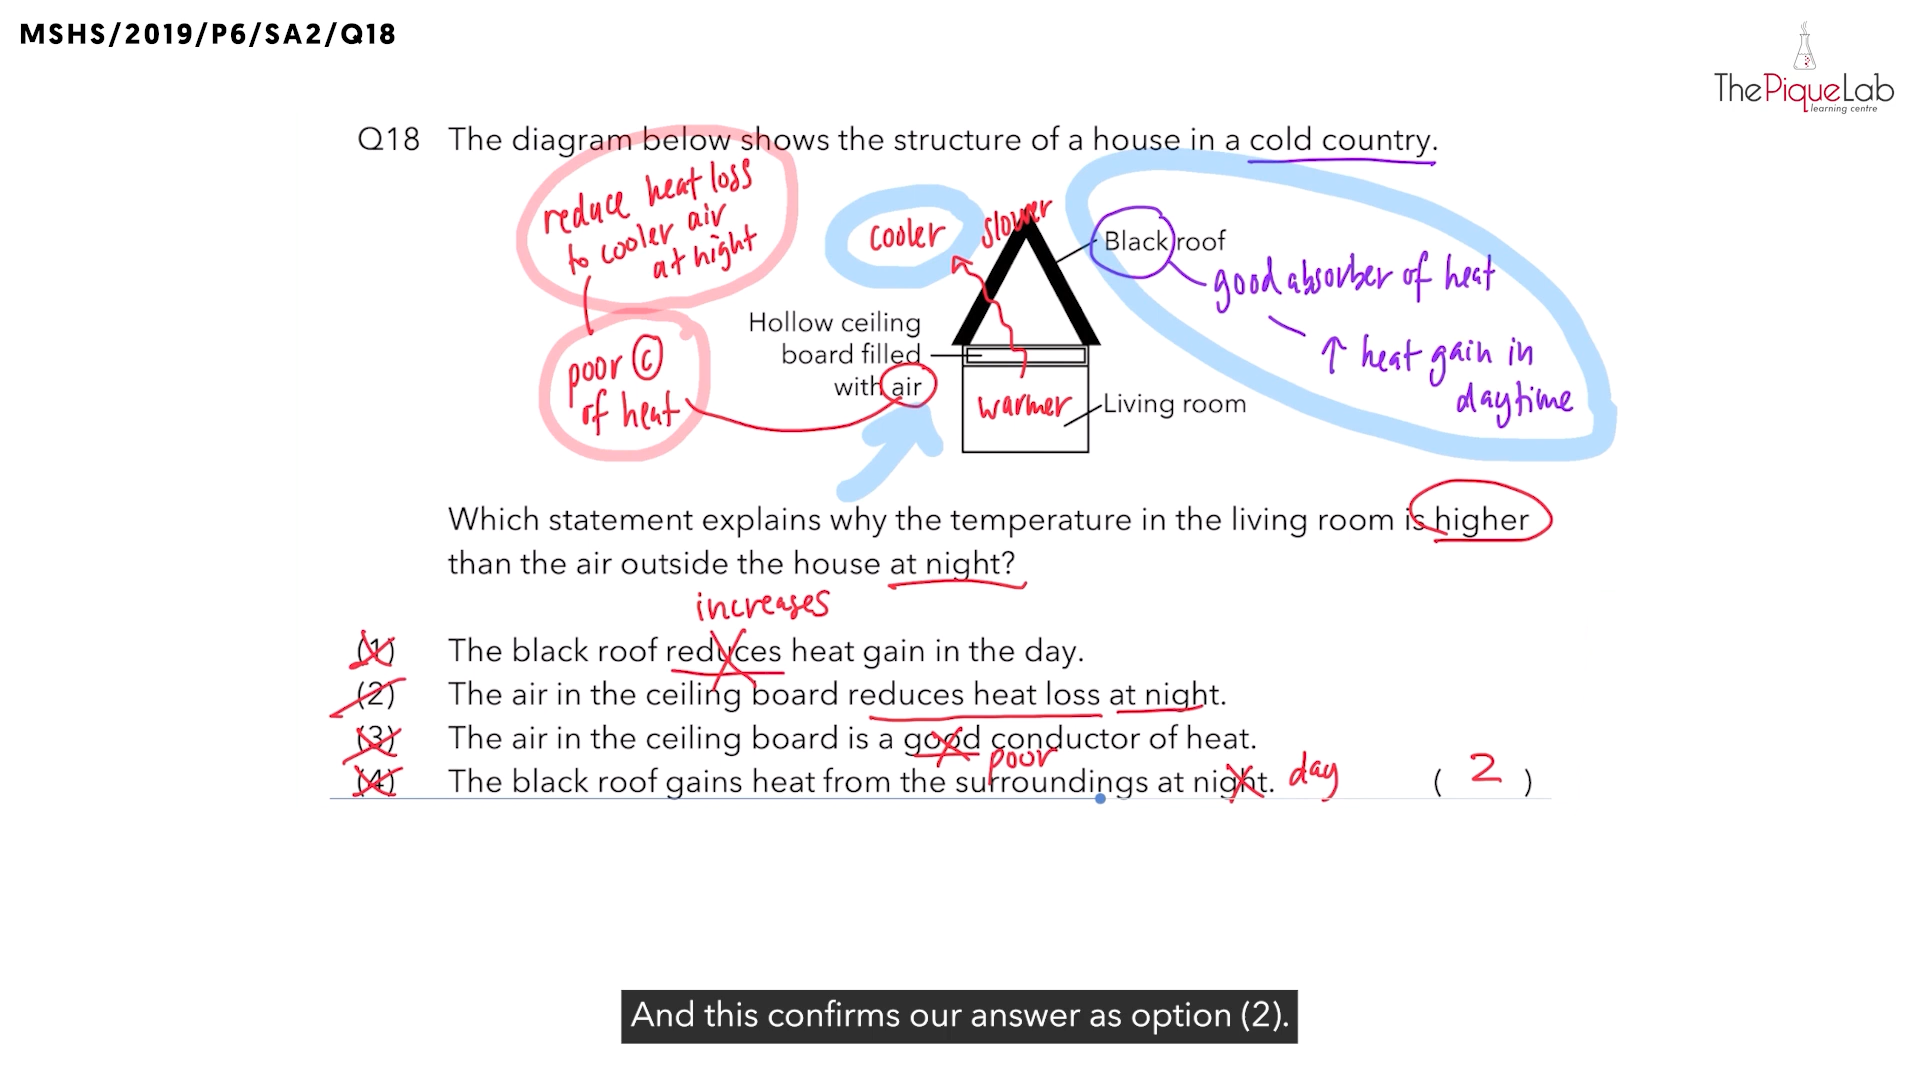 MSHS/2019/P6/SA2/Q18
ThePiqueLab
learning centre
Q18 The diagram below shows the structure of a house in a cold country.
reduce heat loss
to cooler air
at night
cooler
slower
Black roof
good absorber of heat
↑ heat gain in
daytime
Hollow ceiling
board filled
with air
poor ©
of heat
warmer
Living room
Which statement explains why the temperature in the living room is higher
than the air outside the house at night?
increases
(1) The black roof reduces heat gain in the day.
(2) The air in the ceiling board reduces heat loss at night.
(3) The air in the ceiling board is a good conductor of heat.
poor
(4) The black roof gains heat from the surroundings at night. day ( 2 )
And this confirms our answer as option (2).